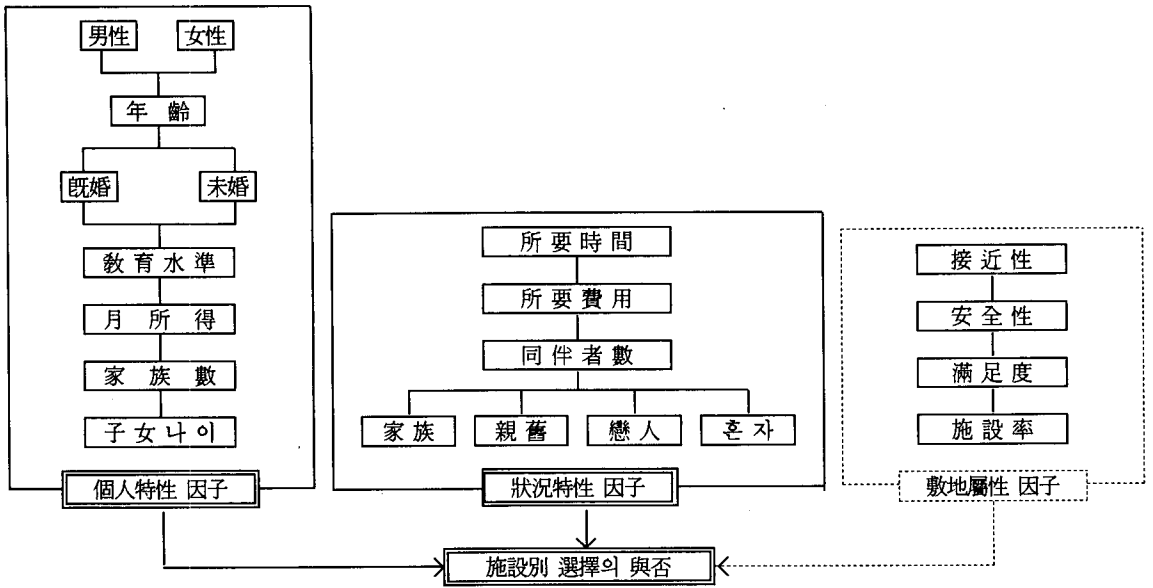 男性 女性
年 齡
旣婚 未婚
敎育水準
月 所 得
家 族 數
子女나이
個人特性 因子
所要時間
所要費用
同伴者數
家族 親舊 戀人 혼자
狀況特性 因子
接近性
安全性
滿足度
施設率
敷地屬性 因子
施設別 選擇의 與否